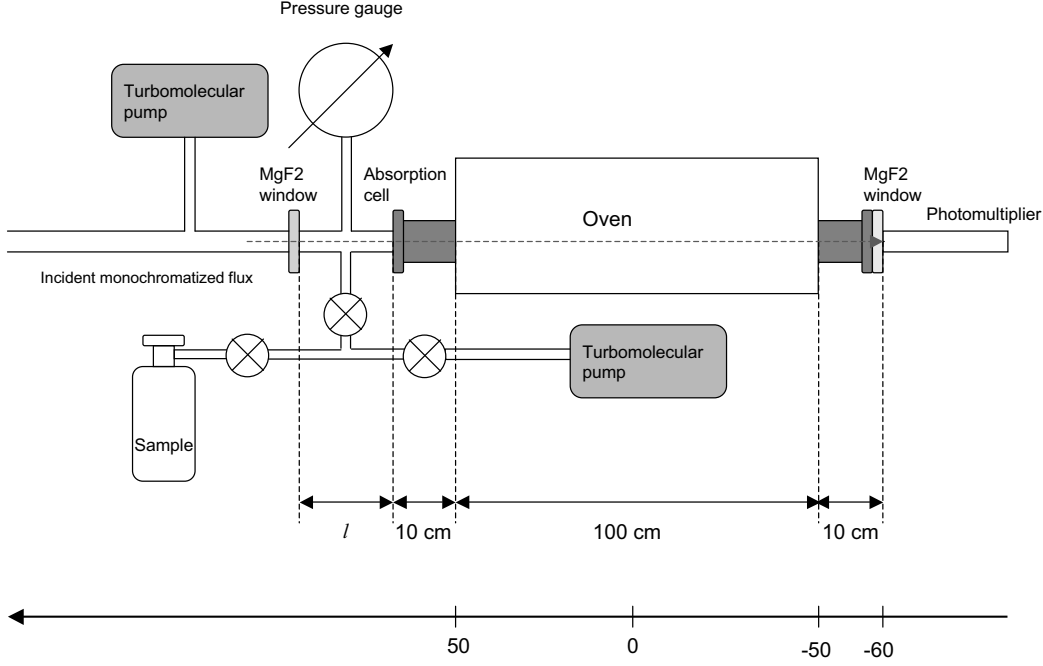 Pressure gauge
Turbomolecular
pump
MgF2
window
Absorption
cell
Oven
MgF2
window
Photomultiplier
Incident monochromatized flux
Sample
Turbomolecular
pump
l
10 cm
100 cm
10 cm
50
0
-50
-60